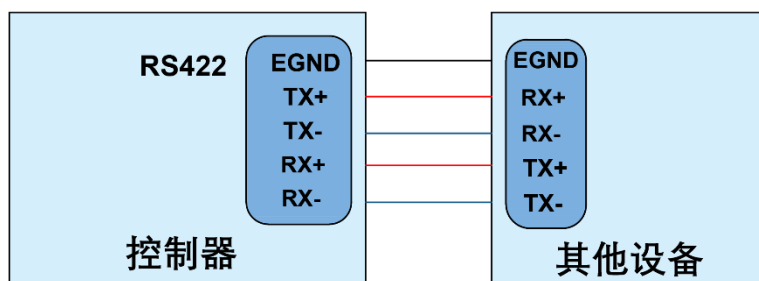 RS422
EGND
TX+
TX-
RX+
RX-
控制器
EGND
RX+
RX-
TX+
TX-
其他设备